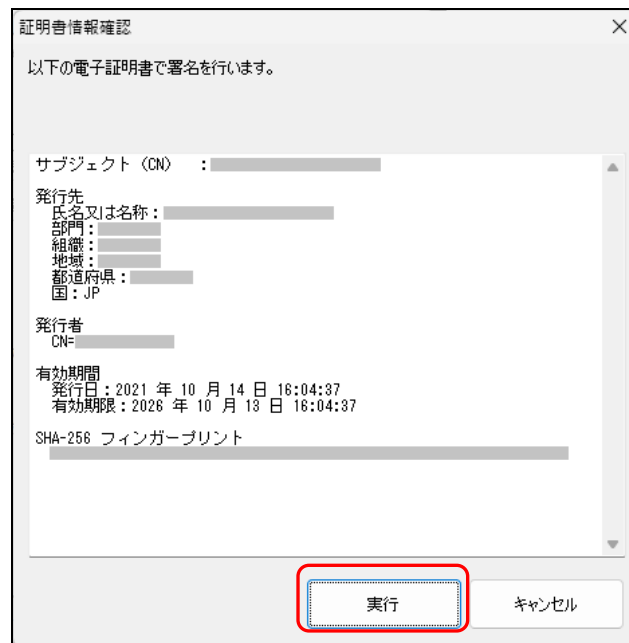 証明書情報確認
以下の電子証明書で署名を行います。
サブジェクト（CN）　：
発行先
氏名又は名称：
部門：
組織：
地域：
都道府県：
国：JP
発行者
CN=
有効期間
発行日：2021 年 10 月 14 日 16:04:37
有効期限：2026 年 10 月 13 日 16:04:37
SHA-256 フィンガープリント
実行
キャンセル